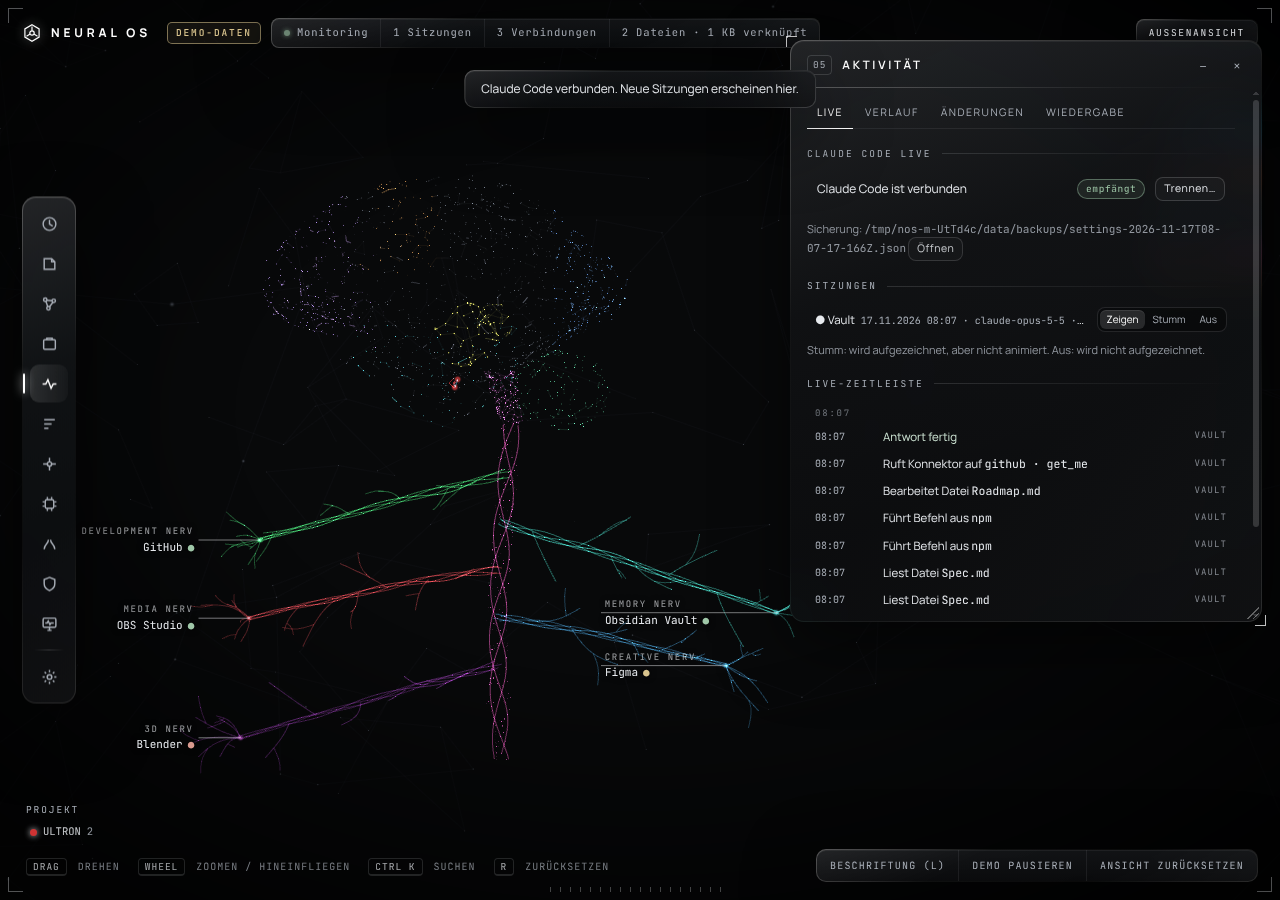 NEURAL OS
DEMO-DATEN
Monitoring
1 Sitzungen
3 Verbindungen
2 Dateien · 1 KB verknüpft
AUSSENANSICHT
Claude Code verbunden. Neue Sitzungen erscheinen hier.
05 AKTIVITÄT
– ×
LIVE VERLAUF ÄNDERUNGEN WIEDERGABE
CLAUDE CODE LIVE
Claude Code ist verbunden empfängt Trennen…
Sicherung: /tmp/nos-m-UtTd4c/data/backups/settings-2026-11-17T08-
07-17-166Z.json Öffnen
SITZUNGEN
Vault 17.11.2026 08:07 · claude-opus-5-5 ·… Zeigen Stumm Aus
Stumm: wird aufgezeichnet, aber nicht animiert. Aus: wird nicht aufgezeichnet.
LIVE-ZEITLEISTE
08:07
08:07 Antwort fertig VAULT
08:07 Ruft Konnektor auf github · get_me VAULT
08:07 Bearbeitet Datei Roadmap.md VAULT
08:07 Führt Befehl aus npm VAULT
08:07 Führt Befehl aus npm VAULT
08:07 Liest Datei Spec.md VAULT
08:07 Liest Datei Spec.md VAULT
DEVELOPMENT NERV
GitHub
MEDIA NERV
OBS Studio
MEMORY NERV
Obsidian Vault
CREATIVE NERV
Figma
3D NERV
Blender
PROJEKT
ULTRON 2
DRAG DREHEN WHEEL ZOOMEN / HINEINFLIEGEN CTRL K SUCHEN R ZURÜCKSETZEN
BESCHRIFTUNG (L) DEMO PAUSIEREN ANSICHT ZURÜCKSETZEN